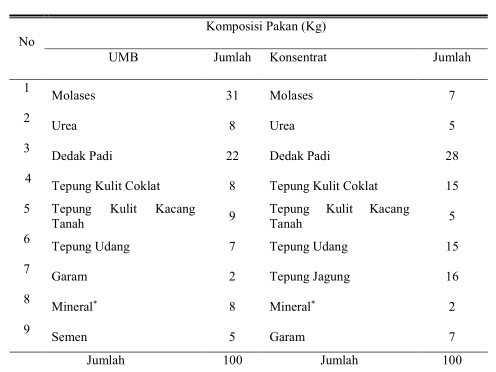 Komposisi Pakan (Kg)
No
UMB Jumlah Konsentrat Jumlah
1 Molases 31 Molases 7
2 Urea 8 Urea 5
3 Dedak Padi 22 Dedak Padi 28
4 Tepung Kulit Coklat 8 Tepung Kulit Coklat 15
5 Tepung Kulit Kacang Tanah 9 Tepung Kulit Kacang Tanah 5
6 Tepung Udang 7 Tepung Udang 15
7 Garam 2 Tepung Jagung 16
8 Mineral* 8 Mineral* 2
9 Semen 5 Garam 7
Jumlah 100 Jumlah 100